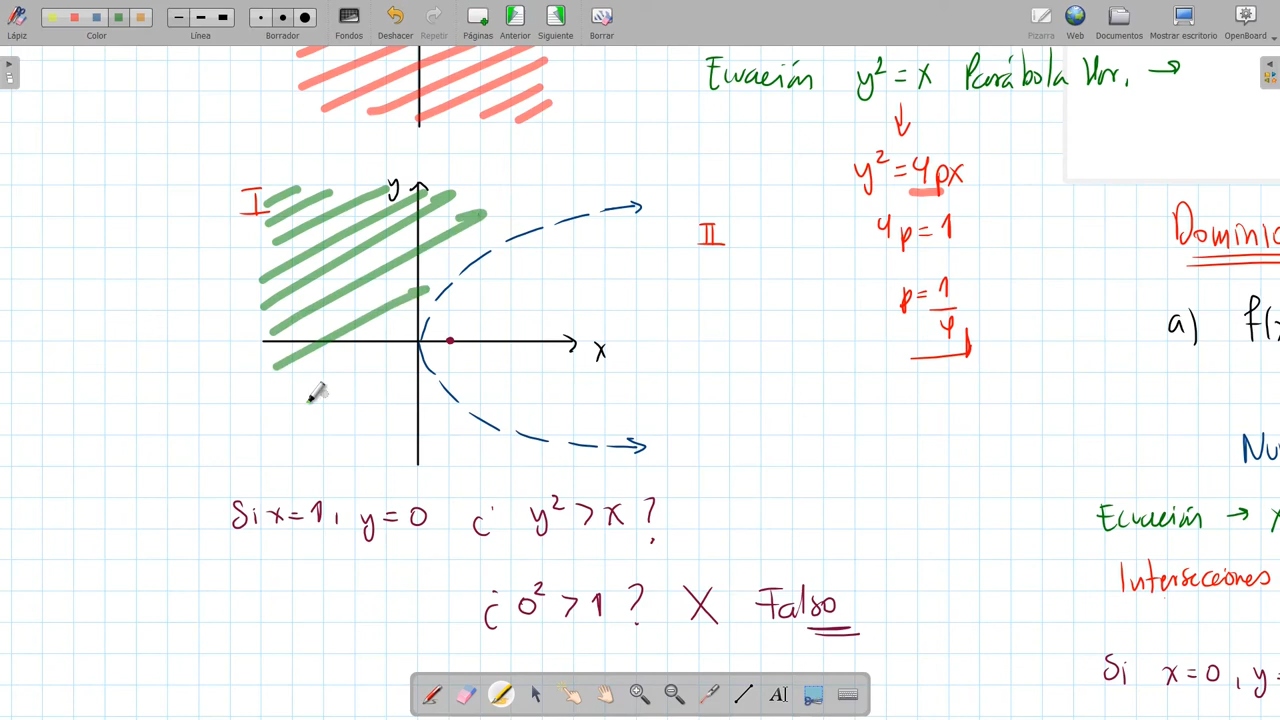 Lápiz Color Línea Borrador Fondos Deshacer Repetir Páginas Anterior Siguiente Borrar Pizarra Web Documentos Mostrar escritorio OpenBoard
Ecuación y² = x Parábola Hor. →
y² = 4px
4p = 1
p = 1/4
I
y
II
x
Dominio
a) f(x
Ecuación →
Intersecciones
Si x=0, y=
Si x=1, y=0 ¿ y² > x ?
¿ 0² > 1 ? X Falso